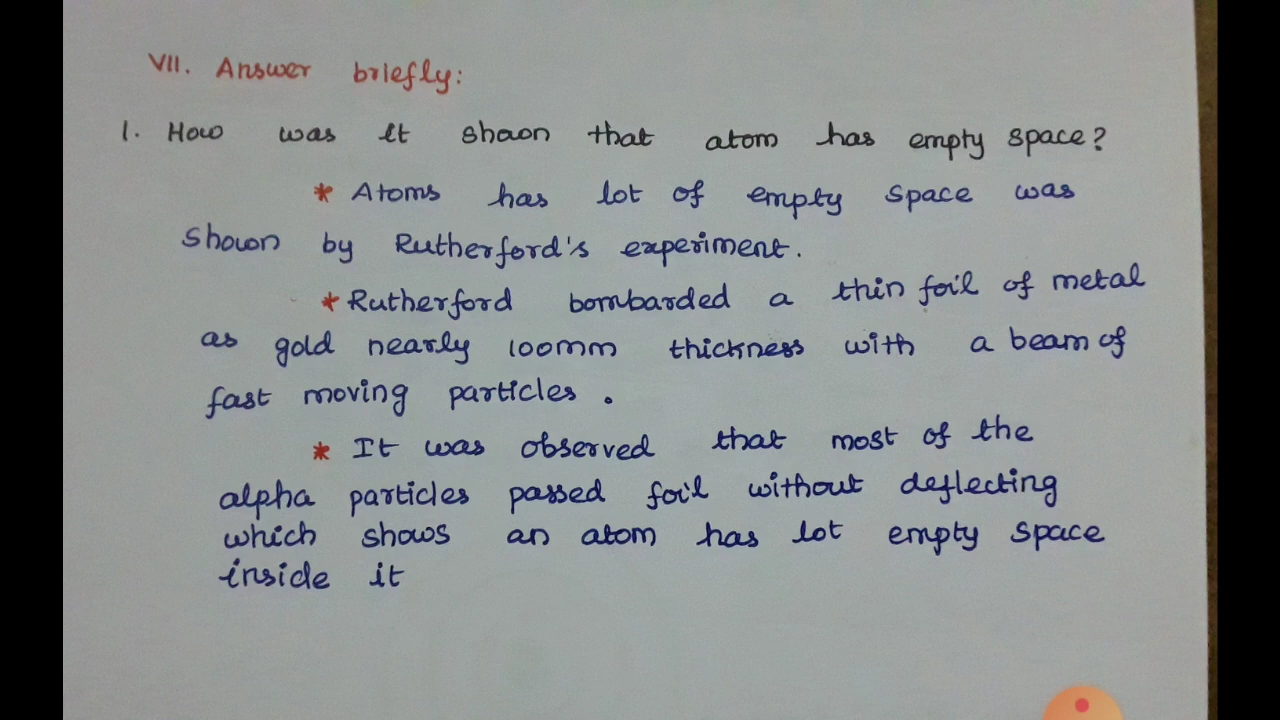 VII. Answer briefly:
1. How was it shown that atom has empty space?
* Atoms has lot of empty space was
shown by Rutherford's experiment.
* Rutherford bombarded a thin foil of metal
as gold nearly 100mm thickness with a beam of
fast moving particles.
* It was observed that most of the
alpha particles passed foil without deflecting
which shows an atom has lot empty space
inside it